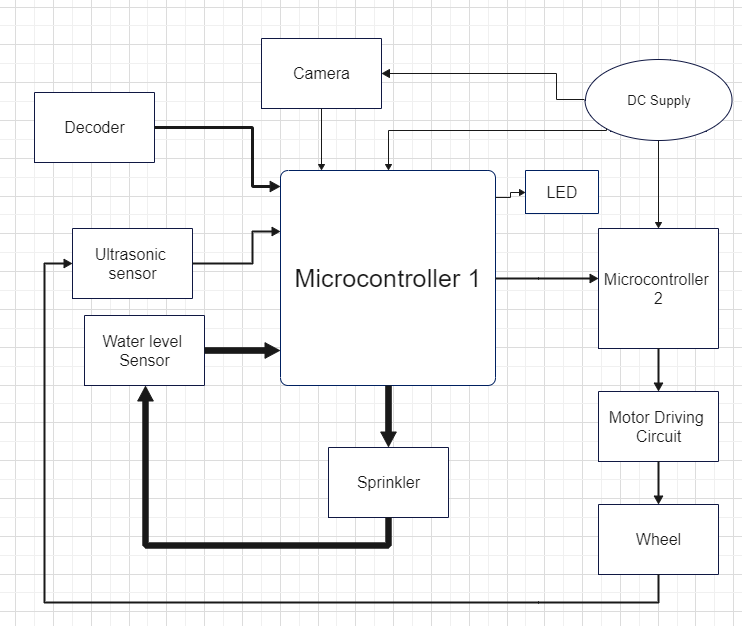 Camera
DC Supply
Decoder
LED
Ultrasonic
sensor
Microcontroller 1
Microcontroller
2
Water level
Sensor
Motor Driving
Circuit
Sprinkler
Wheel